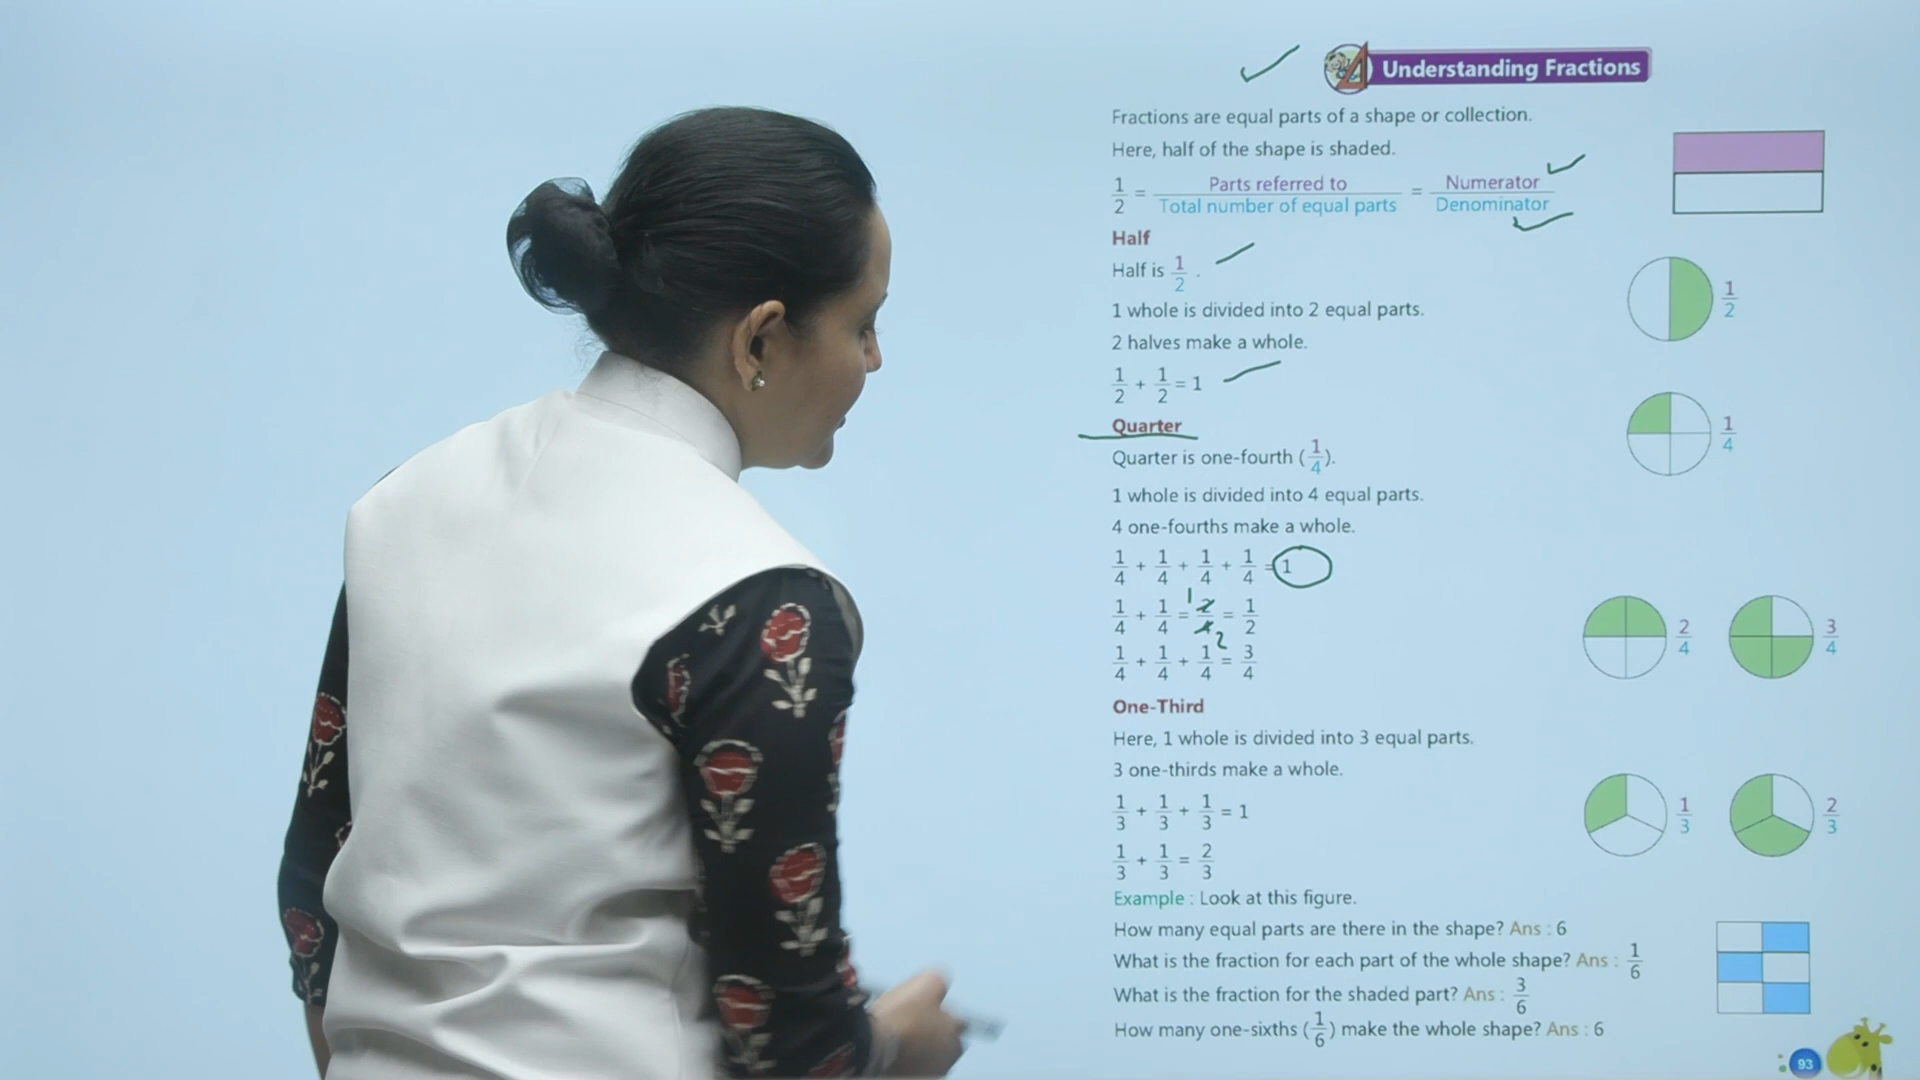 Understanding Fractions
Fractions are equal parts of a shape or collection.
Here, half of the shape is shaded.
1/2 = Parts referred to / Total number of equal parts = Numerator / Denominator
Half
Half is 1/2 .
1 whole is divided into 2 equal parts.
2 halves make a whole.
1/2 + 1/2 = 1
1/2
Quarter
Quarter is one-fourth (1/4).
1 whole is divided into 4 equal parts.
4 one-fourths make a whole.
1/4
1/4 + 1/4 + 1/4 + 1/4 = 1
1/4 + 1/4 = 2/4 = 1/2
1 2
1/4 + 1/4 + 1/4 = 3/4
2/4 3/4
One-Third
Here, 1 whole is divided into 3 equal parts.
3 one-thirds make a whole.
1/3 + 1/3 + 1/3 = 1
1/3 + 1/3 = 2/3
1/3 2/3
Example : Look at this figure.
How many equal parts are there in the shape? Ans : 6
What is the fraction for each part of the whole shape? Ans : 1/6
What is the fraction for the shaded part? Ans : 3/6
How many one-sixths (1/6) make the whole shape? Ans : 6
93